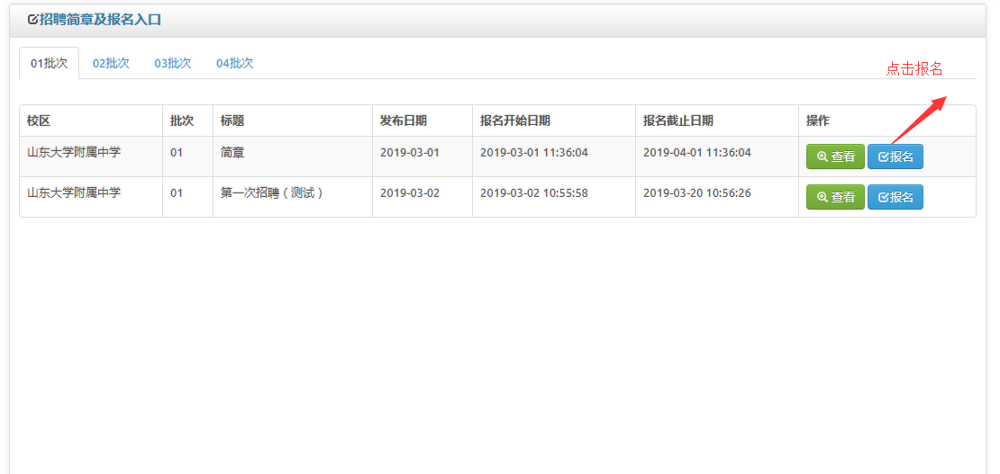 招聘简章及报名入口
01批次 02批次 03批次 04批次
点击报名
校区 批次 标题 发布日期 报名开始日期 报名截止日期 操作
山东大学附属中学 01 简章 2019-03-01 2019-03-01 11:36:04 2019-04-01 11:36:04 查看 报名
山东大学附属中学 01 第一次招聘（测试） 2019-03-02 2019-03-02 10:55:58 2019-03-20 10:56:26 查看 报名